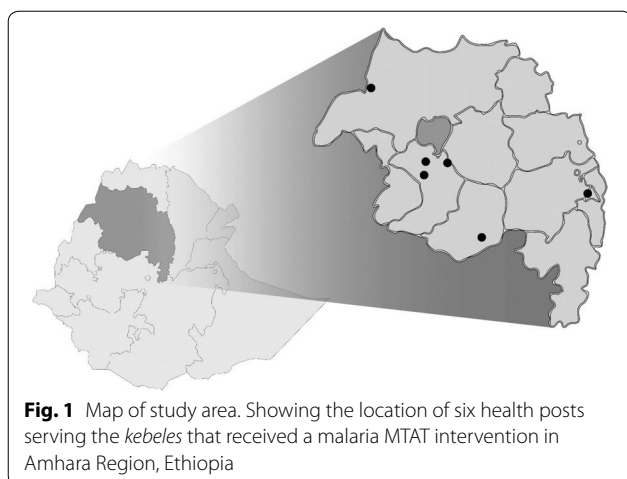 Fig. 1 Map of study area. Showing the location of six health posts
serving the kebeles that received a malaria MTAT intervention in
Amhara Region, Ethiopia